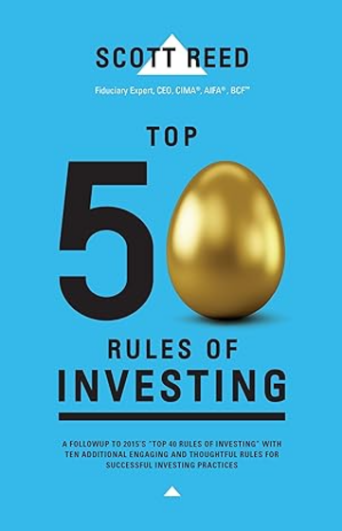 SCOTT REED
Fiduciary Expert, CEO, CIMA®, AIFA®, BCF™
TOP
50
RULES OF
INVESTING
A FOLLOWUP TO 2015'S "TOP 40 RULES OF INVESTING" WITH
TEN ADDITIONAL ENGAGING AND THOUGHTFUL RULES FOR
SUCCESSFUL INVESTING PRACTICES